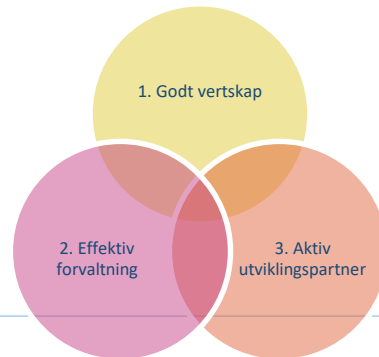 1. Godt vertskap
2. Effektiv
forvaltning
3. Aktiv
utviklingspartner